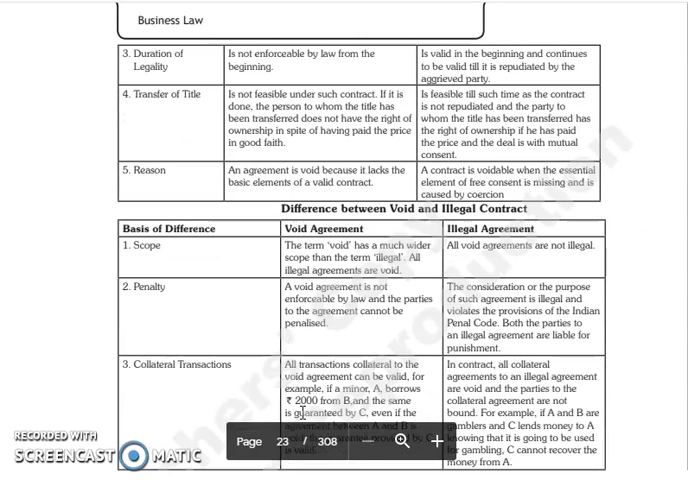 Business Law
3. Duration of
Legality
Is not enforceable by law from the
beginning.
Is valid in the beginning and continues
to be valid till it is repudiated by the
aggrieved party.
4. Transfer of Title
Is not feasible under such contract. If it is
done, the person to whom the title has
been transferred does not have the right of
ownership in spite of having paid the price
in good faith.
Is feasible till such time as the contract
is not repudiated and the party to
whom the title has been transferred has
the right of ownership if he has paid
the price and the deal is with mutual
consent.
5. Reason
An agreement is void because it lacks the
basic elements of a valid contract.
A contract is voidable when the essential
element of free consent is missing and is
caused by coercion
Difference between Void and Illegal Contract
Basis of Difference
Void Agreement
Illegal Agreement
1. Scope
The term 'void' has a much wider
scope than the term 'illegal'. All
illegal agreements are void.
All void agreements are not illegal.
2. Penalty
A void agreement is not
enforceable by law and the parties
to the agreement cannot be
penalised.
The consideration or the purpose
of such agreement is illegal and
violates the provisions of the Indian
Penal Code. Both the parties to
an illegal agreement are liable for
punishment.
3. Collateral Transactions
All transactions collateral to the
void agreement can be valid, for
example, if a minor, A, borrows
₹ 2000 from B,and the same
is guaranteed by C, even if the
agreement between A and B is
is valid.
In contract, all collateral
agreements to an illegal agreement
are void and the parties to the
collateral agreement are not
bound. For example, if A and B are
gamblers and C lends money to A
knowing that it is going to be used
for gambling, C cannot recover the
money from A.
Page 23 / 308
RECORDED WITH
SCREENCAST MATIC